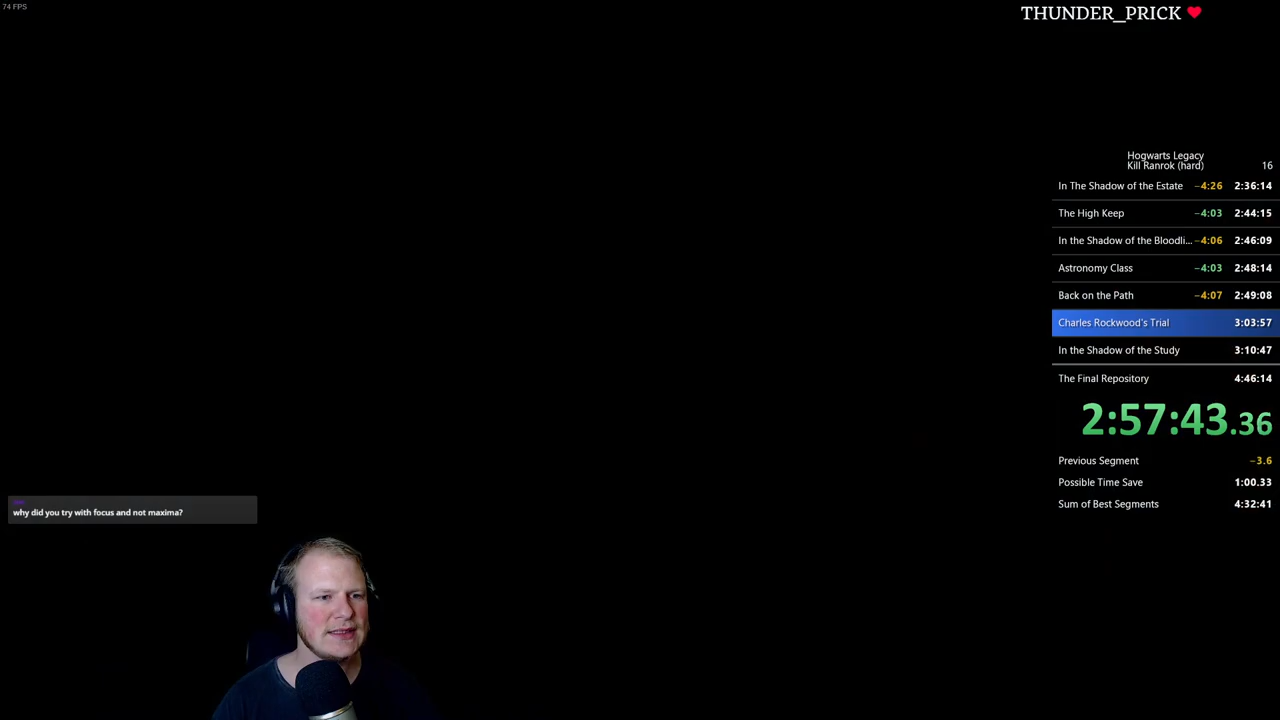 74 FPS
THUNDER_PRICK ❤
Hogwarts Legacy
Kill Ranrok (hard) 16
In The Shadow of the Estate -4:26 2:36:14
The High Keep -4:03 2:44:15
In the Shadow of the Bloodli... -4:06 2:46:09
Astronomy Class -4:03 2:48:14
Back on the Path -4:07 2:49:08
Charles Rockwood's Trial 3:03:57
In the Shadow of the Study 3:10:47
The Final Repository 4:46:14
2:57:43.36
Previous Segment -3.6
Possible Time Save 1:00.33
Sum of Best Segments 4:32:41
why did you try with focus and not maxima?